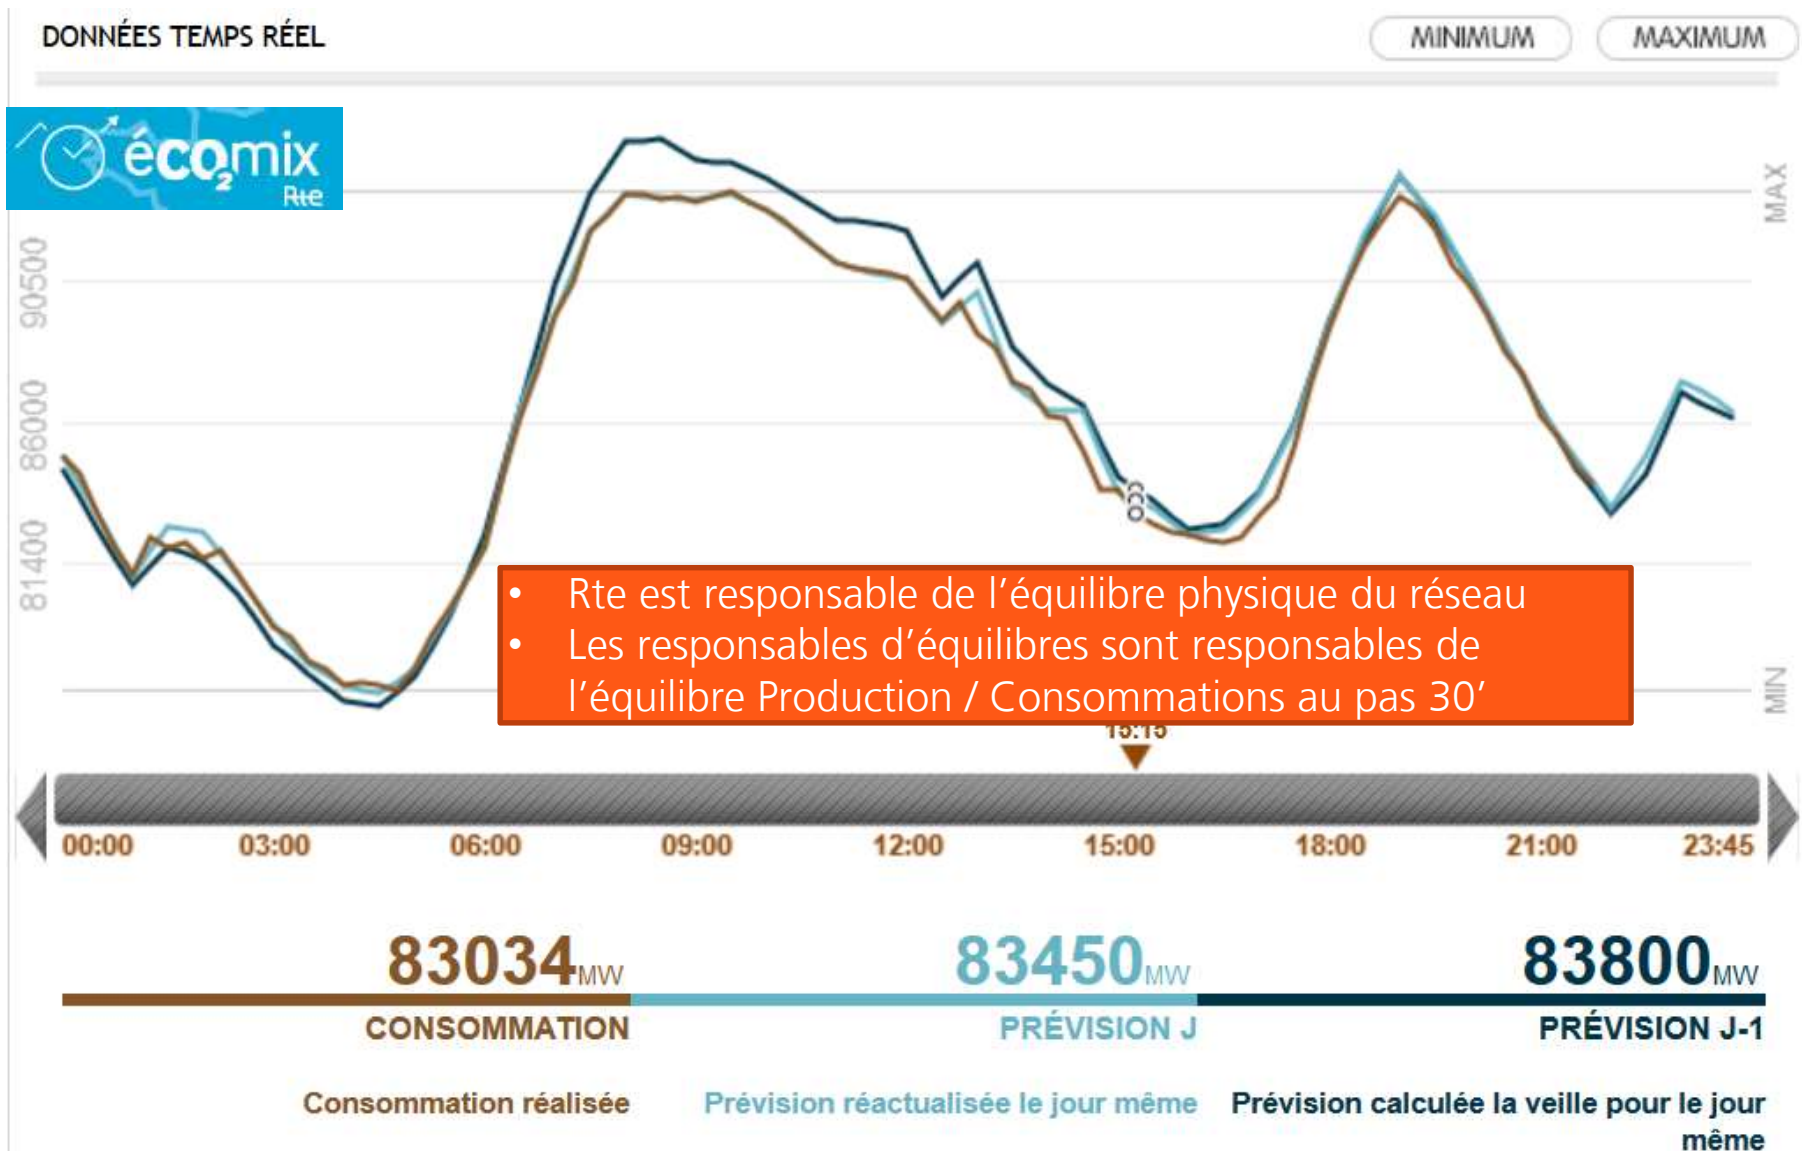 DONNÉES TEMPS RÉEL
MINIMUM
MAXIMUM
éco2mix
Rte
MAX
90500
86000
81400
MIN
• Rte est responsable de l’équilibre physique du réseau
• Les responsables d’équilibres sont responsables de
l’équilibre Production / Consommations au pas 30’
15:15
00:00 03:00 06:00 09:00 12:00 15:00 18:00 21:00 23:45
83034MW
83450MW
83800MW
CONSOMMATION
PRÉVISION J
PRÉVISION J-1
Consommation réalisée
Prévision réactualisée le jour même
Prévision calculée la veille pour le jour
même